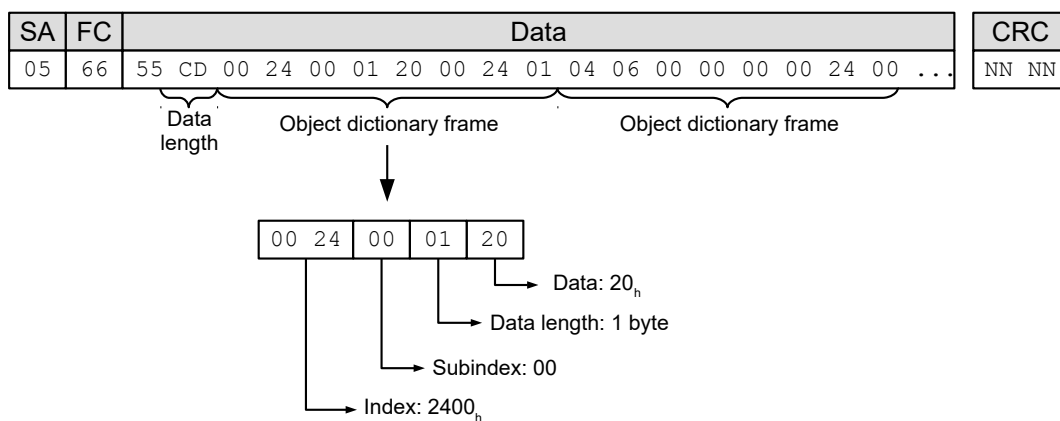 SA FC Data CRC
05 66 55 CD 00 24 00 01 20 00 24 01 04 06 00 00 00 00 24 00 ... NN NN
Data length
Object dictionary frame
Object dictionary frame
00 24 00 01 20
Data: 20h
Data length: 1 byte
Subindex: 00
Index: 2400h